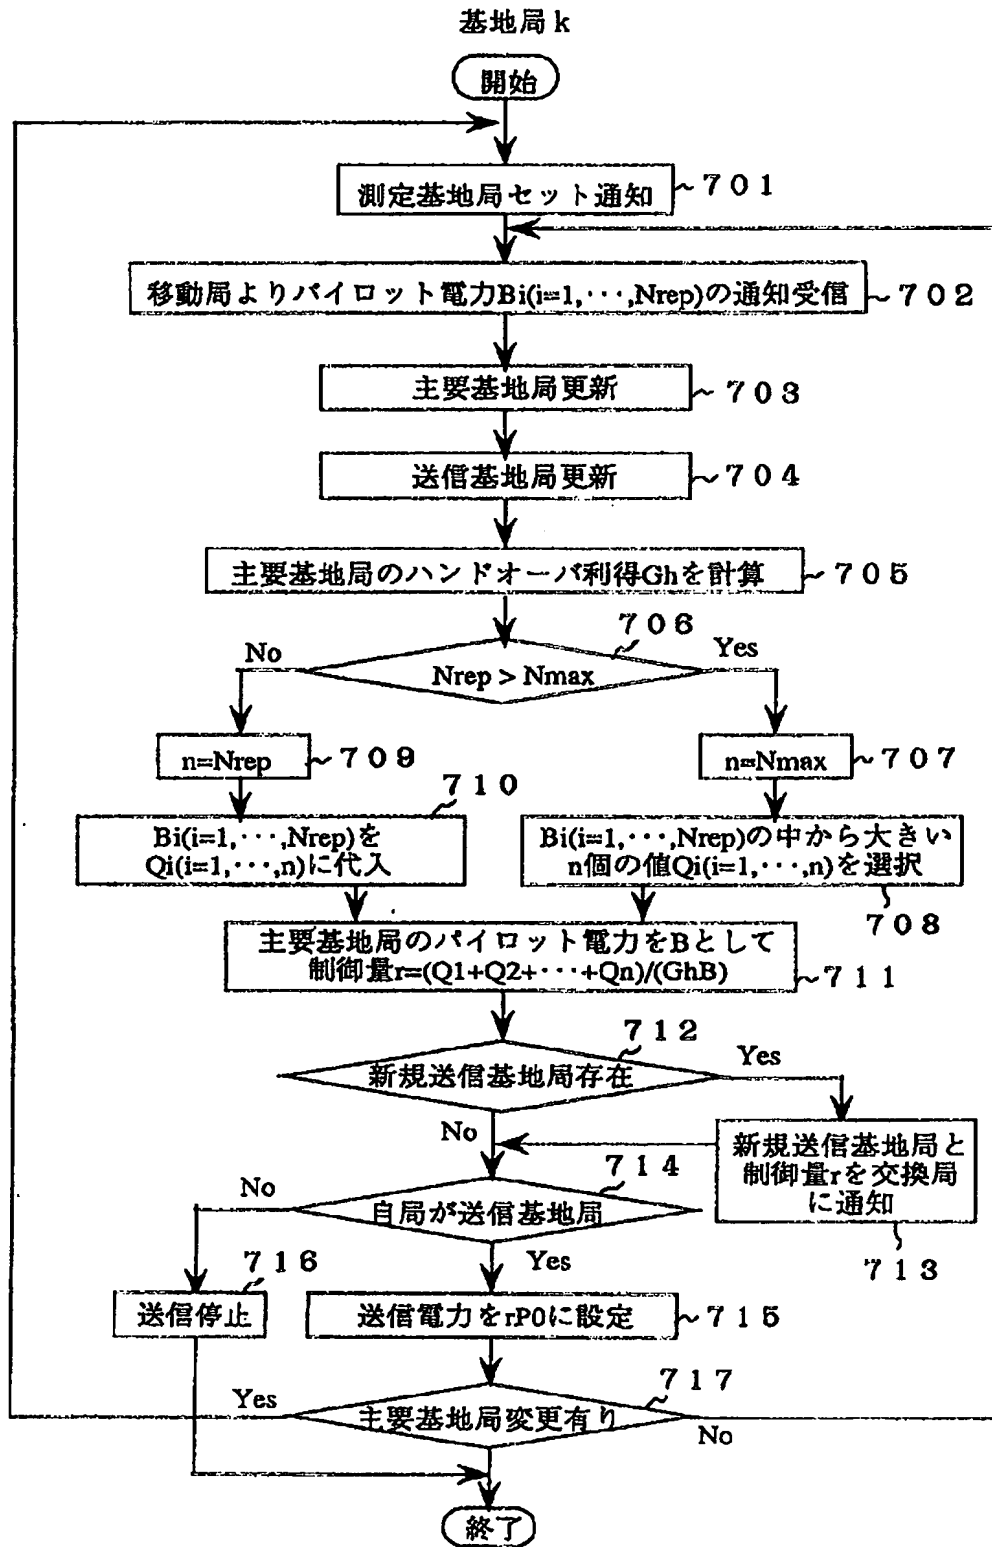 基地局k
開始
測定基地局セット通知
701
移動局よりパイロット電力Bi(i=1,···,Nrep)の通知受信
702
主要基地局更新
703
送信基地局更新
704
主要基地局のハンドオーバ利得Ghを計算
705
706
No
Yes
Nrep > Nmax
n=Nrep
709
n=Nmax
707
710
Bi(i=1,···,Nrep)を
Qi(i=1,···,n)に代入
Bi(i=1,···,Nrep)の中から大きい
n個の値Qi(i=1,···,n)を選択
708
主要基地局のパイロット電力をBとして
制御量r=(Q1+Q2+···+Qn)/(GhB)
711
712
Yes
新規送信基地局存在
No
新規送信基地局と
制御量rを交換局
に通知
713
714
No
自局が送信基地局
Yes
716
送信停止
送信電力をrP0に設定
715
717
Yes
主要基地局変更有り
No
終了